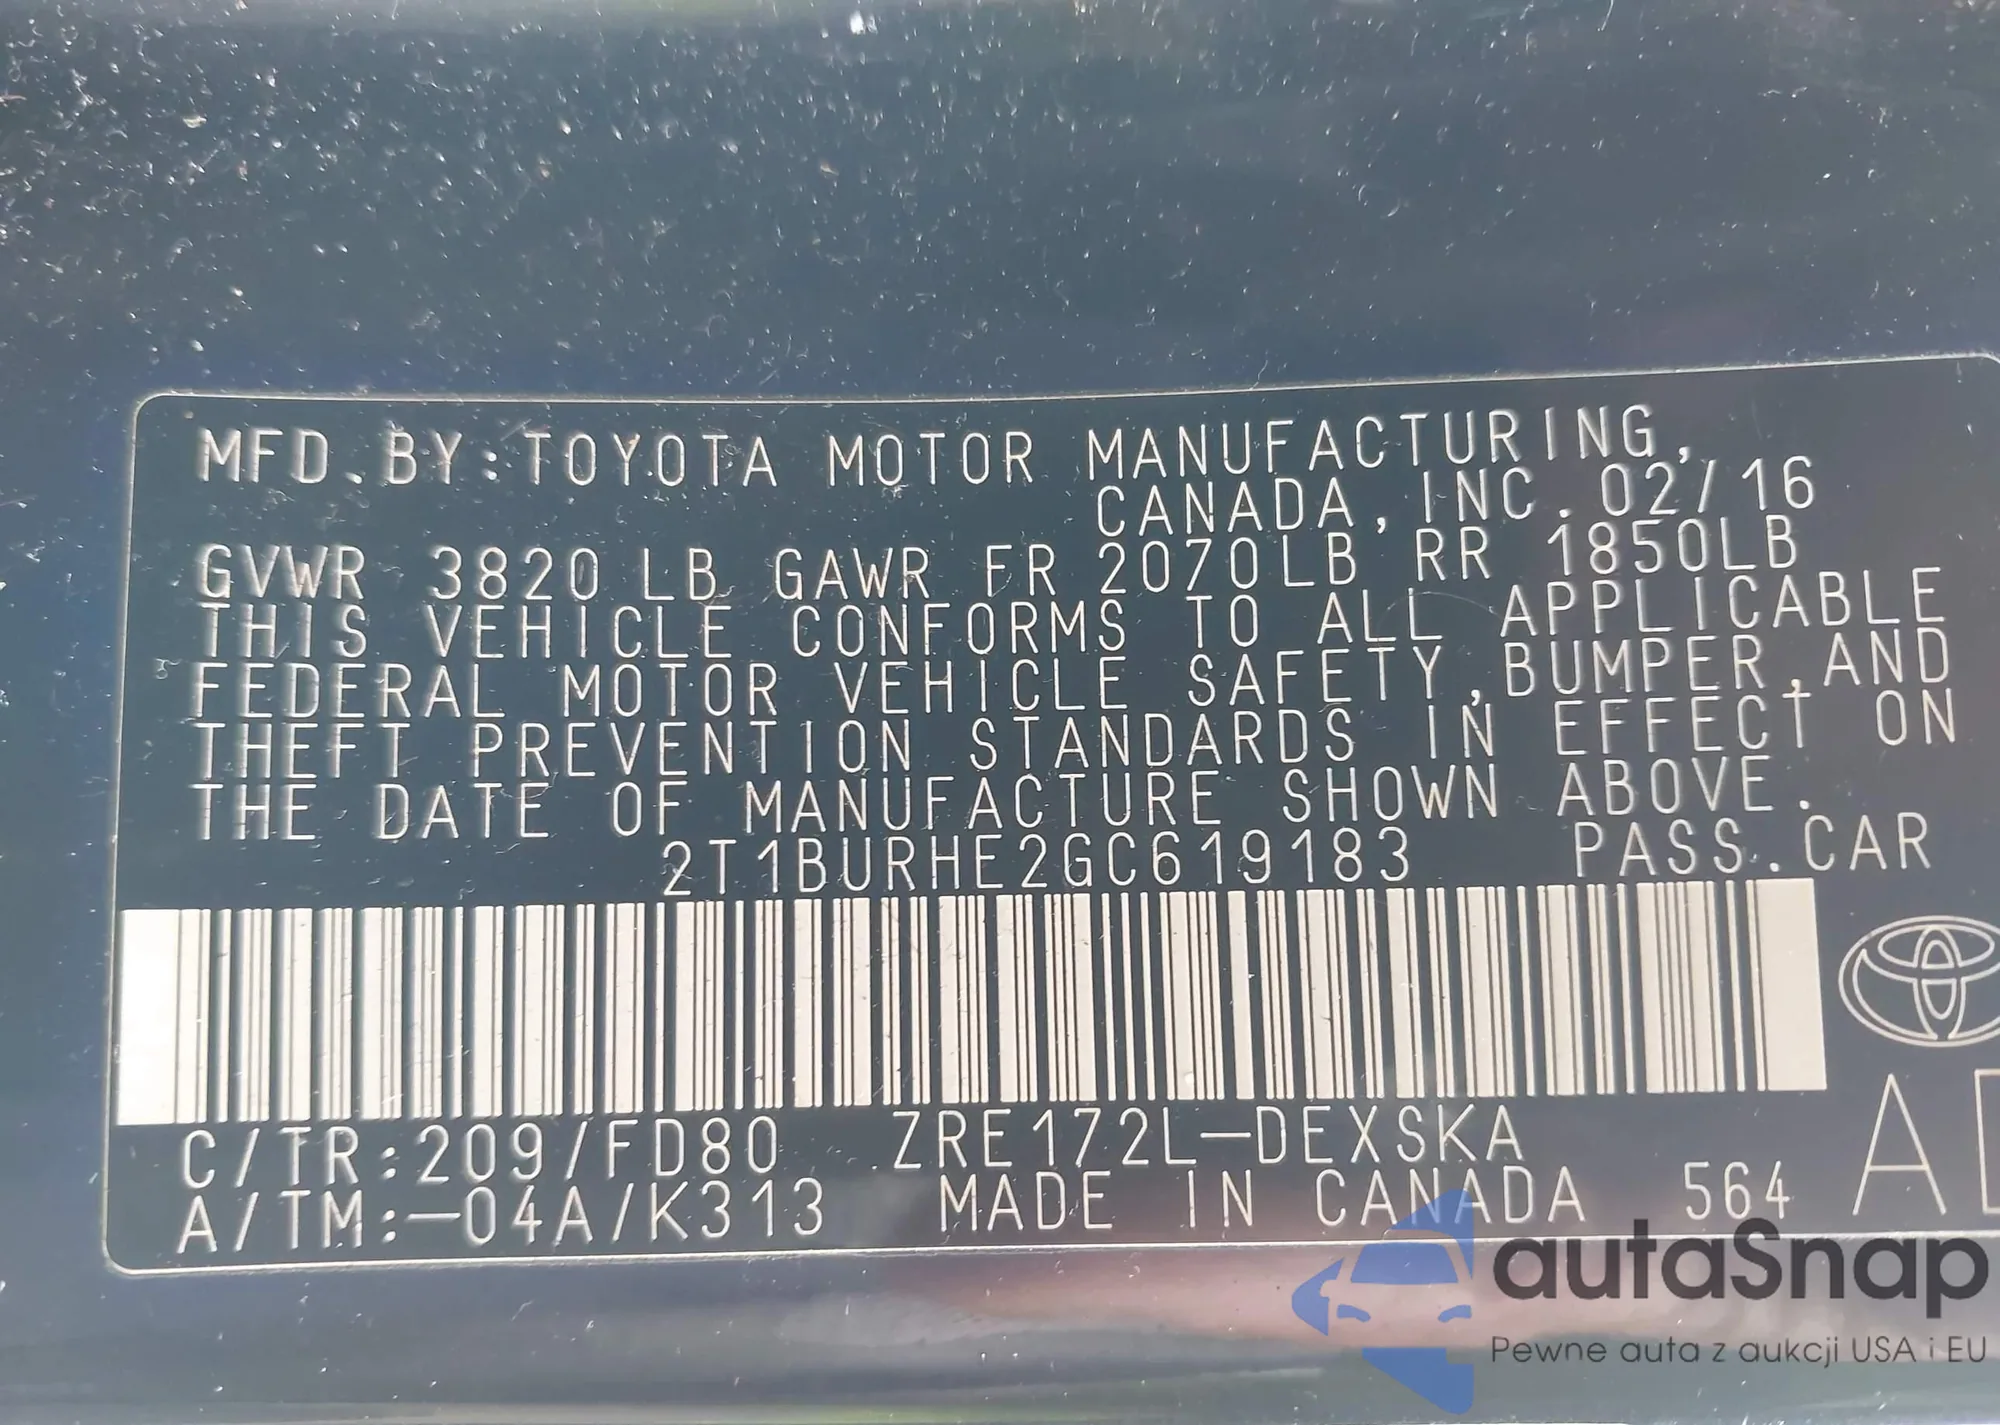 MFD.BY:TOYOTA MOTOR MANUFACTURING,
CANADA, INC. 02/16
GVWR 3820 LB GAWR FR 2070LB RR 1850LB
THIS VEHICLE CONFORMS TO ALL APPLICABLE
FEDERAL MOTOR VEHICLE SAFETY,BUMPER,AND
THEFT PREVENTION STANDARDS IN EFFECT ON
THE DATE OF MANUFACTURE SHOWN ABOVE.
2T1BURHE2GC619183 PASS.CAR
C/TR:209/FD80 ZRE172L-DEXSKA
A/TM:-04A/K313 MADE IN CANADA 564
autaSnap
Pewne auta z aukcji USA i EU